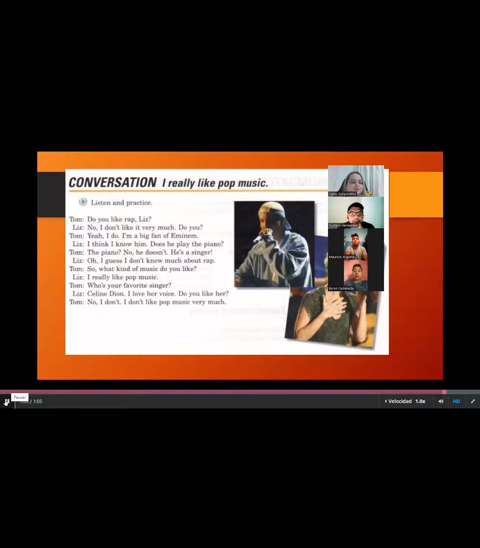 CONVERSATION I really like pop music.
Listen and practice.
Tom: Do you like rap, Liz?
Liz: No, I don't like it very much. Do you?
Tom: Yeah, I do. I'm a big fan of Eminem.
Liz: I think I know him. Does he play the piano?
Tom: The piano? No, he doesn't. He's a singer!
Liz: Oh, I guess I don't know much about rap.
Tom: So, what kind of music do you like?
Liz: I really like pop music.
Tom: Who's your favorite singer?
Liz: Celine Dion. I love her voice. Do you like her?
Tom: No, I don't. I don't like pop music very much.
Pausar
/ 1:05
Velocidad 1.0x
HD